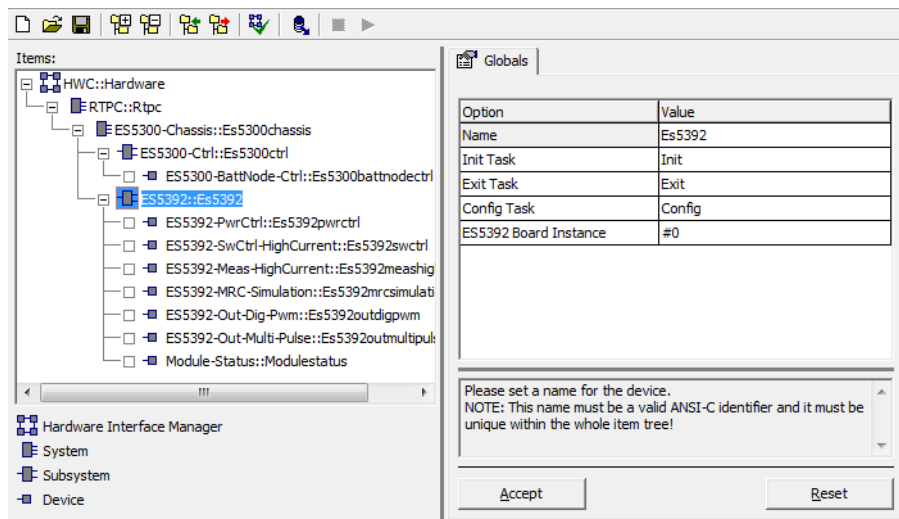 Items:
HWC::Hardware
RTPC::Rtpc
ES5300-Chassis::Es5300chassis
ES5300-Ctrl::Es5300ctrl
ES5300-BattNode-Ctrl::Es5300battnodectrl
ES5392::Es5392
ES5392-PwrCtrl::Es5392pwrctrl
ES5392-SwCtrl-HighCurrent::Es5392swctrl
ES5392-Meas-HighCurrent::Es5392meashig
ES5392-MRC-Simulation::Es5392mrcsimulati
ES5392-Out-Dig-Pwm::Es5392outdigpwm
ES5392-Out-Multi-Pulse::Es5392outmultipul
Module-Status::Modulestatus
Hardware Interface Manager
System
Subsystem
Device
Globals
Option Value
Name Es5392
Init Task Init
Exit Task Exit
Config Task Config
ES5392 Board Instance #0
Please set a name for the device.
NOTE: This name must be a valid ANSI-C identifier and it must be
unique within the whole item tree!
Accept Reset